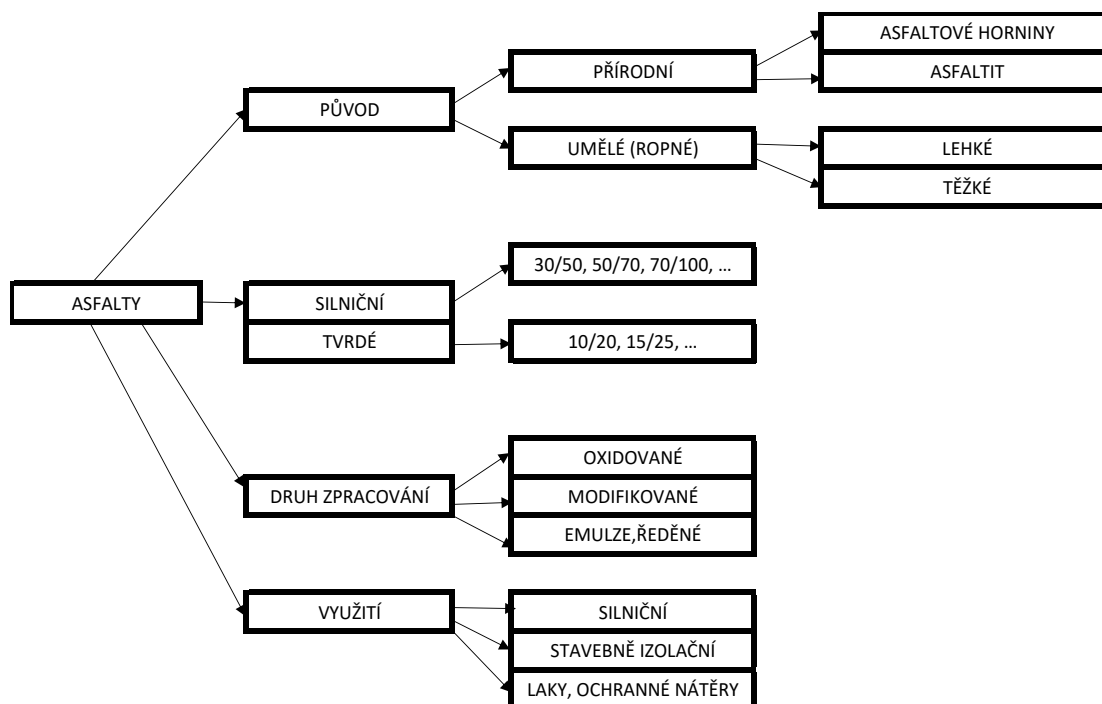 ASFALTOVÉ HORNINY
PŘÍRODNÍ
ASFALTIT
PŮVOD
UMĚLÉ (ROPNÉ)
LEHKÉ
TĚŽKÉ
30/50, 50/70, 70/100, …
ASFALTY
SILNIČNÍ
TVRDÉ
10/20, 15/25, …
OXIDOVANÉ
DRUH ZPRACOVÁNÍ
MODIFIKOVANÉ
EMULZE,ŘEDĚNÉ
VYUŽITÍ
SILNIČNÍ
STAVEBNĚ IZOLAČNÍ
LAKY, OCHRANNÉ NÁTĚRY